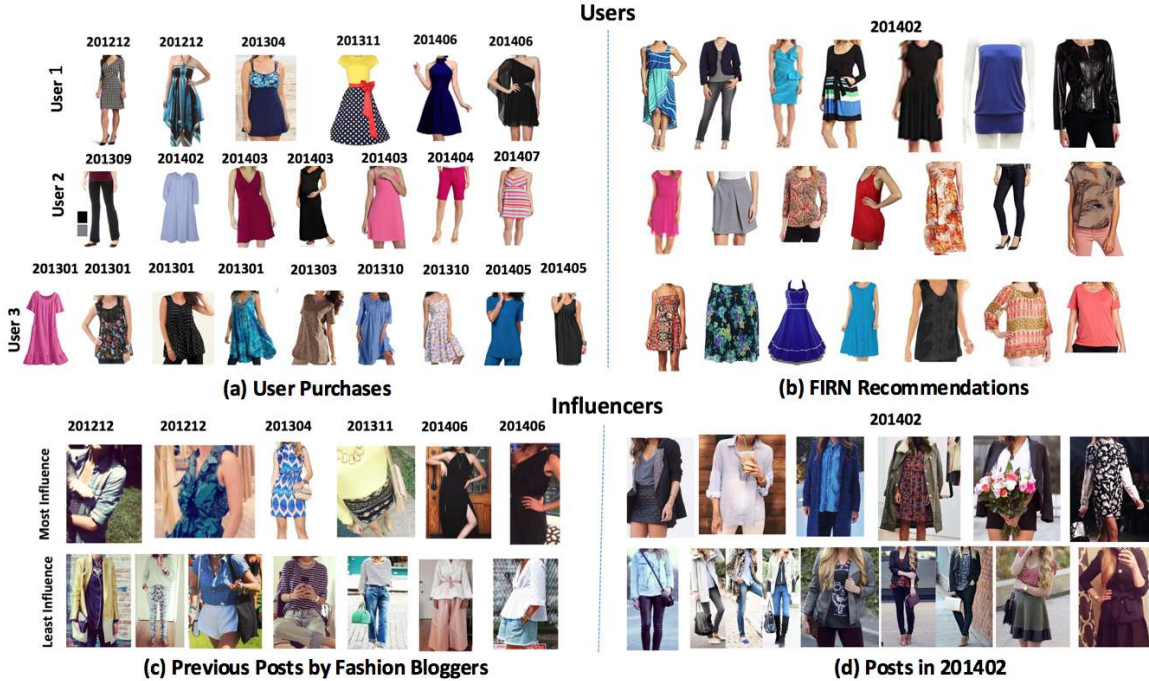 Users
201212 201212 201304 201311 201406 201406
User 1
201309 201402 201403 201403 201403 201404 201407
User 2
201301 201301 201301 201301 201303 201310 201310 201405 201405
User 3
(a) User Purchases
201402
(b) FIRN Recommendations
Influencers
201212 201212 201304 201311 201406 201406
Most Influence
Least Influence
(c) Previous Posts by Fashion Bloggers
201402
(d) Posts in 201402